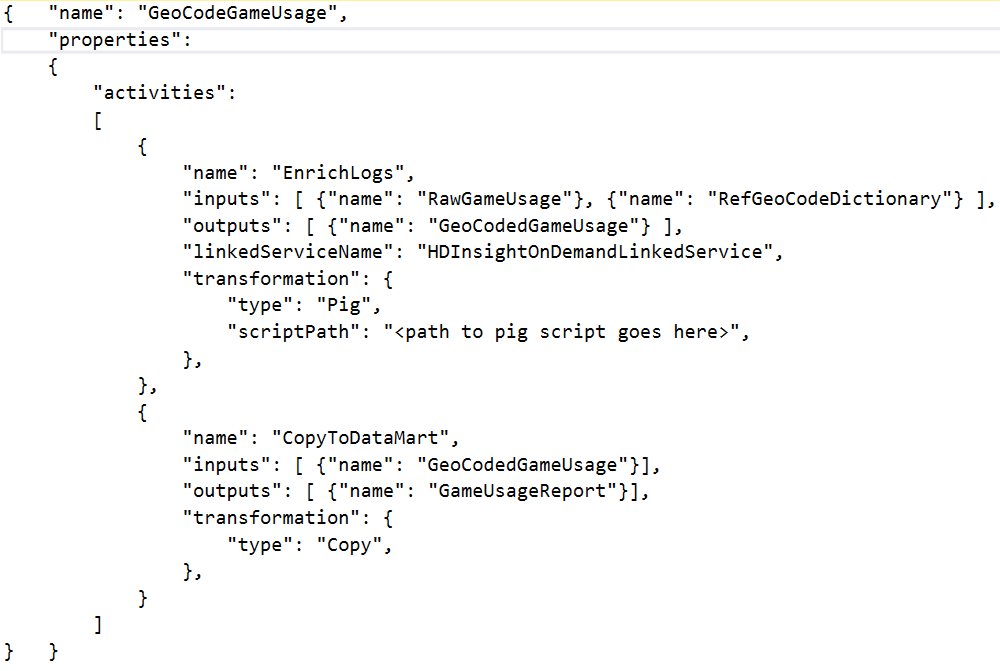 {   "name": "GeoCodeGameUsage",
    "properties":
    {
        "activities":
        [
            {
                "name": "EnrichLogs",
                "inputs": [ {"name": "RawGameUsage"}, {"name": "RefGeoCodeDictionary"} ],
                "outputs": [ {"name": "GeoCodedGameUsage"} ],
                "linkedServiceName": "HDInsightOnDemandLinkedService",
                "transformation": {
                    "type": "Pig",
                    "scriptPath": "<path to pig script goes here>",
                },
            },
            {
                "name": "CopyToDataMart",
                "inputs": [ {"name": "GeoCodedGameUsage"}],
                "outputs": [ {"name": "GameUsageReport"}],
                "transformation": {
                    "type": "Copy",
                },
            }
        ]
}   }